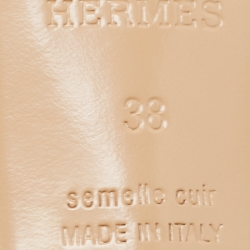 HERMES
38
semelle cuir
MADE IN ITALY